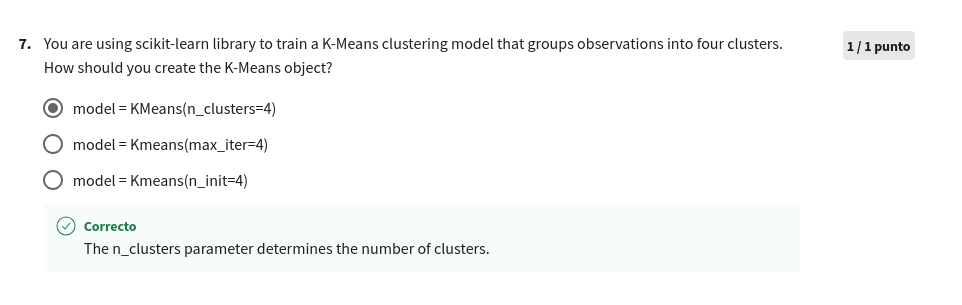 7. You are using scikit-learn library to train a K-Means clustering model that groups observations into four clusters.
How should you create the K-Means object?
1 / 1 punto
model = KMeans(n_clusters=4)
model = Kmeans(max_iter=4)
model = Kmeans(n_init=4)
Correcto
The n_clusters parameter determines the number of clusters.